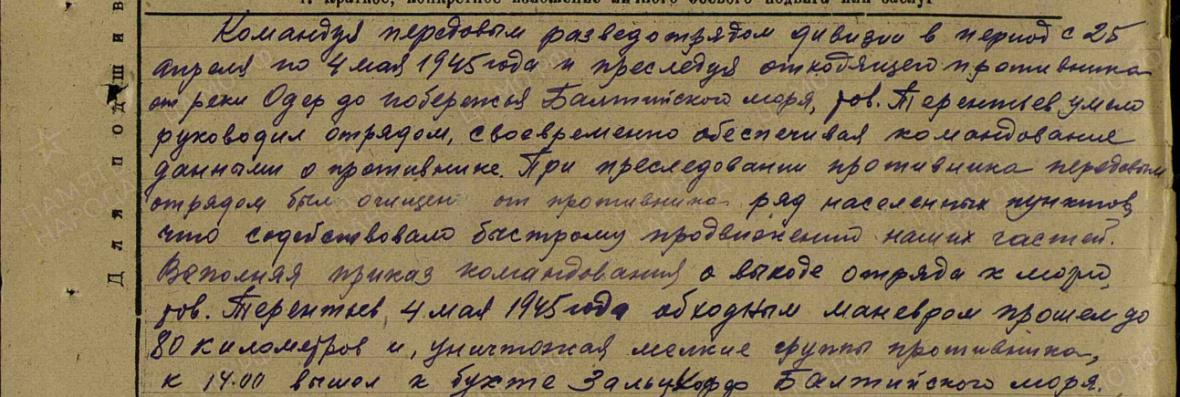 1. Краткое, конкретное изложение личного боевого подвига или заслуг
Для подшив
Командуя передовым разведотрядом дивизии в период с 25
апреля по 4 мая 1945 года и преследуя отходящего противника
от реки Одер до побережья Балтийского моря, тов. Терентьев умело
руководил отрядом, своевременно обеспечивая командование
данными о противнике. При преследовании противника передовым
отрядом был очищен от противника ряд населенных пунктов,
что содействовало быстрому продвижению наших частей.
Выполняя приказ командования о выходе отряда к морю,
тов. Терентьев, 4 мая 1945 года обходным маневром прошел до
80 километров и, уничтожая мелкие группы противника,
к 14.00 вышел к бухте Зальцхордр Балтийского моря.